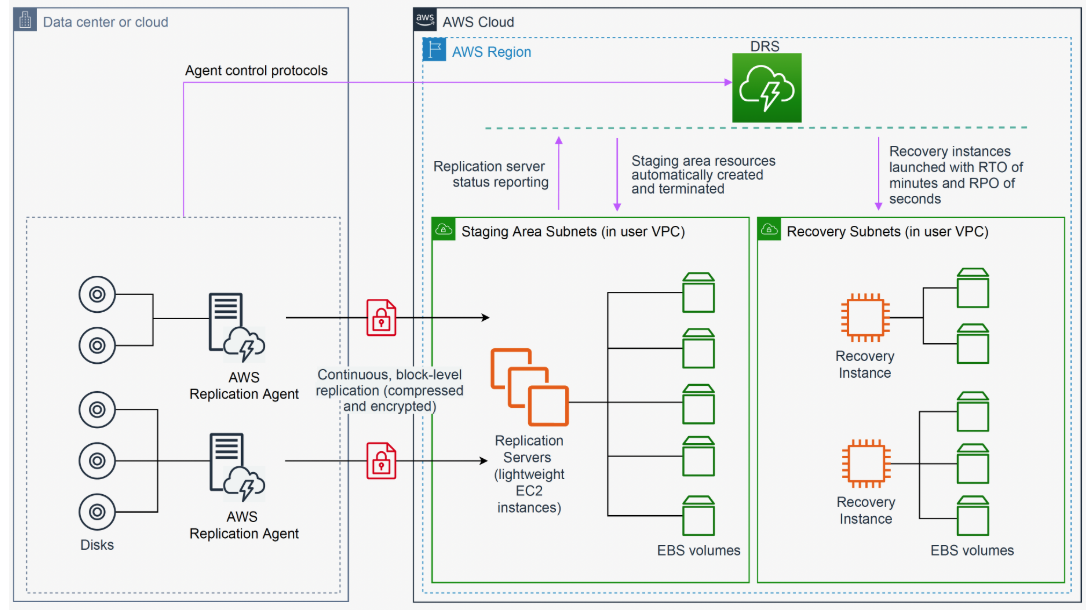 Data center or cloud
aws
AWS Cloud
AWS Region
DRS
Agent control protocols
Replication server
status reporting
Staging area resources
automatically created
and terminated
Recovery instances
launched with RTO of
minutes and RPO of
seconds
Staging Area Subnets (in user VPC)
Recovery Subnets (in user VPC)
AWS
Replication Agent
Continuous, block-level
replication (compressed
and encrypted)
AWS
Replication Agent
Disks
Replication
Servers
(lightweight
EC2
instances)
EBS volumes
Recovery
Instance
Recovery
Instance
EBS volumes